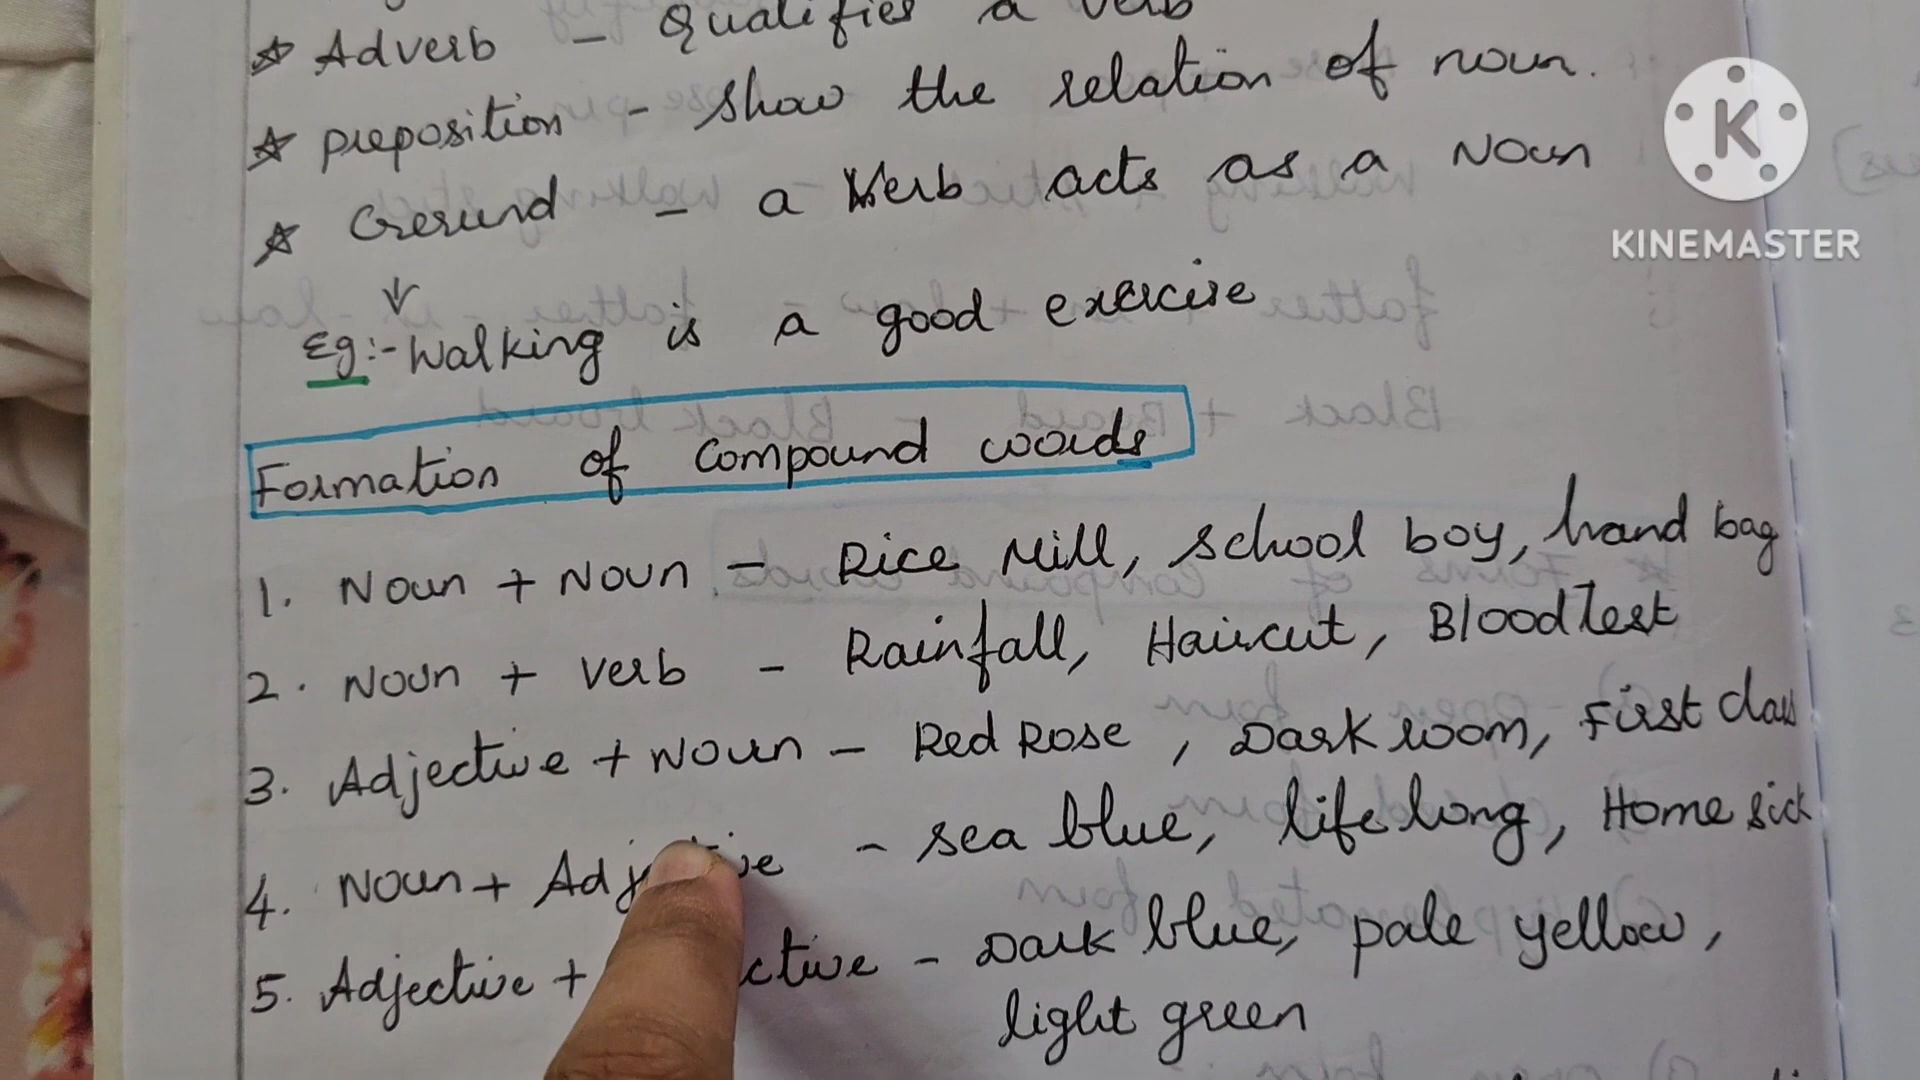 ☆ Adverb - Qualifies a verb
☆ preposition - show the relation of noun.
☆ Gerund - a Verb acts as a Noun
Eg:- Walking is a good exercise
Formation of compound words
1. Noun + Noun - Rice Mill, school boy, hand bag
2. Noun + Verb - Rainfall, Haircut, Bloodtest
3. Adjective + Noun - Red Rose, Dark room, First class
4. Noun + Adjective - sea blue, life long, Home sick
5. Adjective + - Dark blue, pale yellow,
light green
K
KINEMASTER